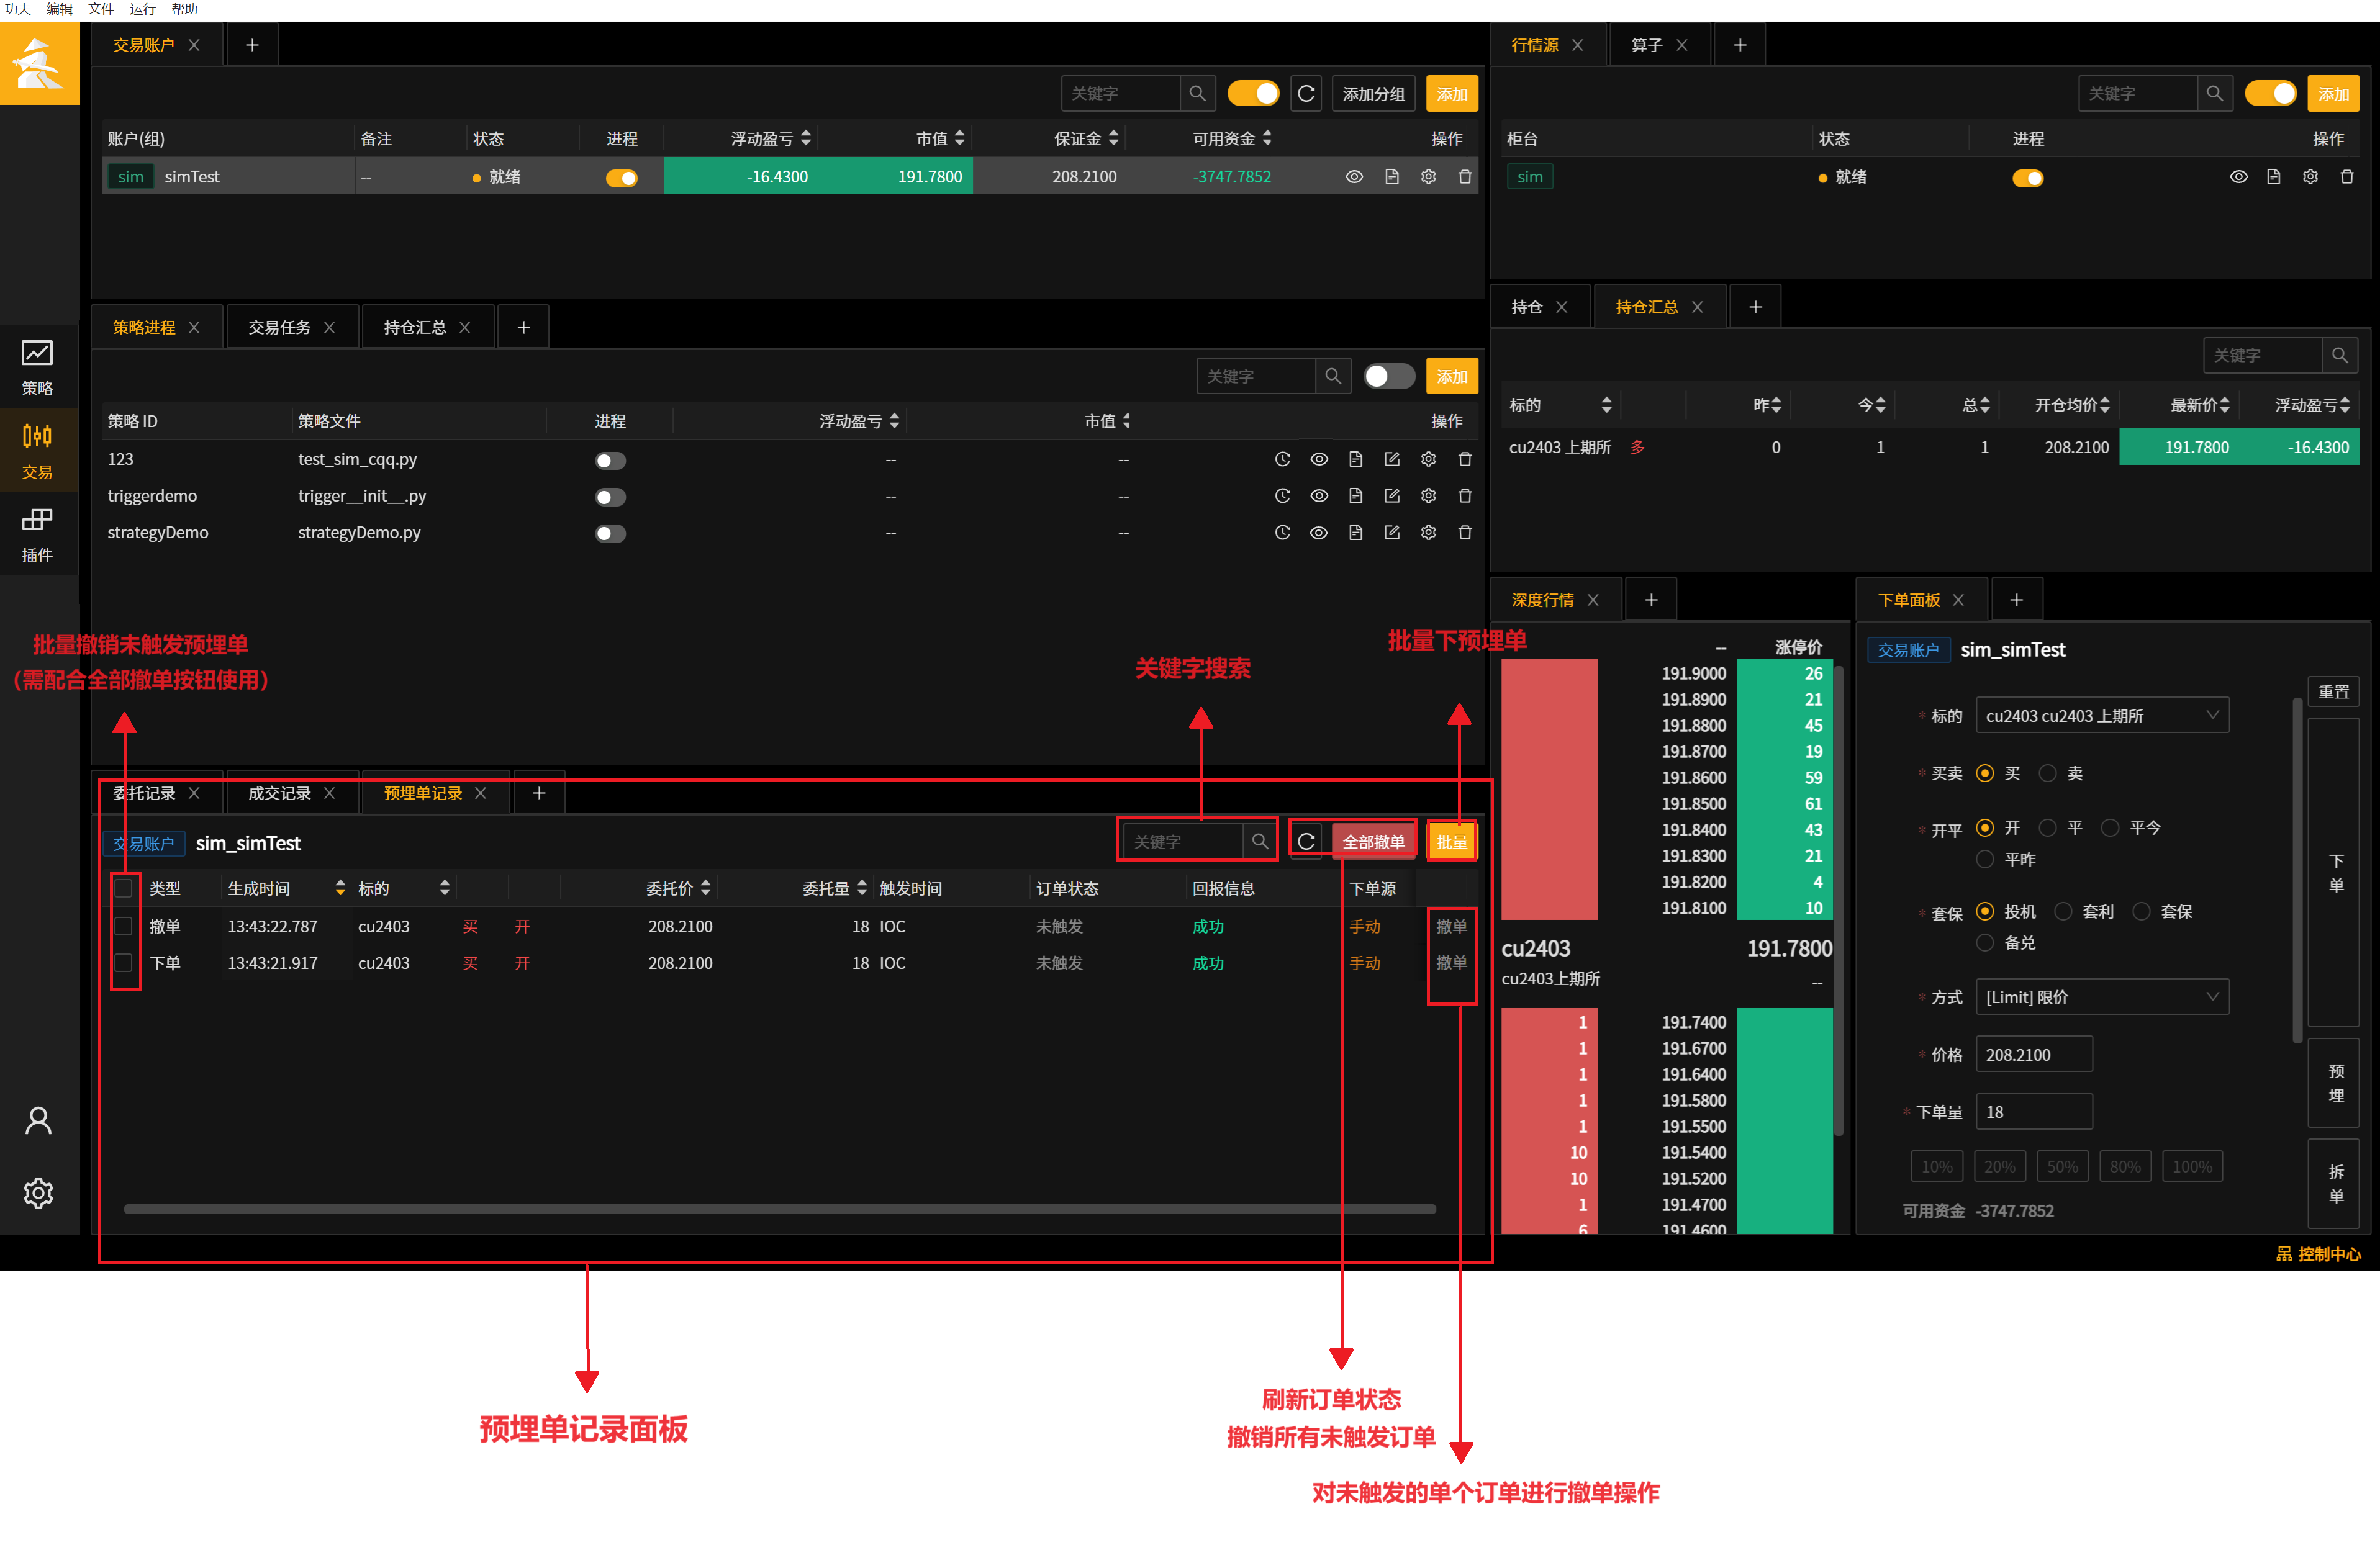 功夫 编辑 文件 运行 帮助
交易账户
关键字 添加分组 添加
账户(组) 备注 状态 进程 浮动盈亏 市值 保证金 可用资金 操作
sim simTest -- 就绪 -16.4300 191.7800 208.2100 -3747.7852
行情源 算子
关键字 添加
柜台 状态 进程 操作
sim 就绪
策略
交易
插件
策略进程 交易任务 持仓汇总
关键字 添加
策略 ID 策略文件 进程 浮动盈亏 市值 操作
123 test_sim_cqq.py -- --
triggerdemo trigger__init__.py -- --
strategyDemo strategyDemo.py -- --
持仓 持仓汇总
关键字
标的 昨 今 总 开仓均价 最新价 浮动盈亏
cu2403 上期所 多 0 1 1 208.2100 191.7800 -16.4300
批量撤销未触发预埋单
(需配合全部撤单按钮使用)
关键字搜索
批量下预埋单
委托记录 成交记录 预埋单记录
交易账户 sim_simTest 关键字 全部撤单 批量
类型 生成时间 标的 委托价 委托量 触发时间 订单状态 回报信息 下单源
撤单 13:43:22.787 cu2403 买 开 208.2100 18 IOC 未触发 成功 手动 撤单
下单 13:43:21.917 cu2403 买 开 208.2100 18 IOC 未触发 成功 手动 撤单
深度行情
-- 涨停价
191.9000 26
191.8900 21
191.8800 45
191.8700 19
191.8600 59
191.8500 61
191.8400 43
191.8300 21
191.8200 4
191.8100 10
cu2403 191.7800
cu2403上期所 --
1 191.7400
1 191.6700
1 191.6400
1 191.5800
1 191.5500
10 191.5400
10 191.5200
1 191.4700
6 191.4600
下单面板
交易账户 sim_simTest
重置
* 标的 cu2403 cu2403 上期所
* 买卖 买 卖
* 开平 开 平 平今
平昨
* 套保 投机 套利 套保
备兑
* 方式 [Limit] 限价
* 价格 208.2100
* 下单量 18
10% 20% 50% 80% 100%
可用资金 -3747.7852
下单
预埋
拆单
控制中心
预埋单记录面板
刷新订单状态
撤销所有未触发订单
对未触发的单个订单进行撤单操作